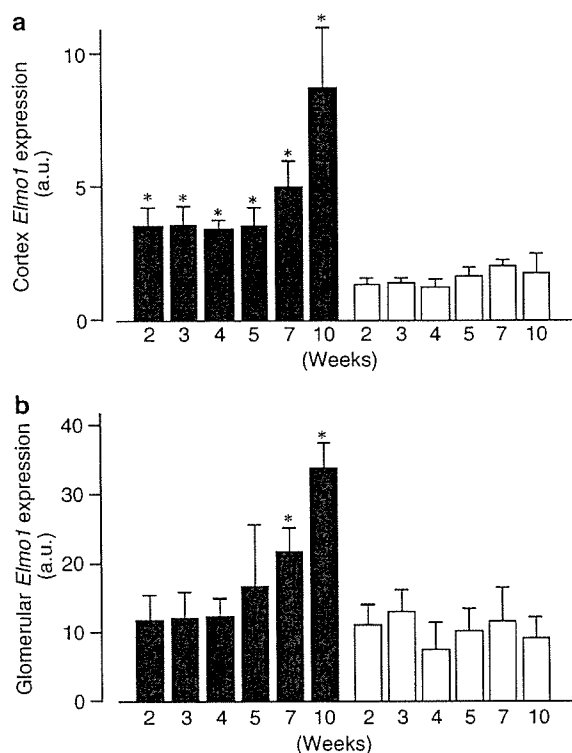 a
Cortex Elmo1 expression
(a.u.)
10
5
0
* * * * * *
2 3 4 5 7 10 2 3 4 5 7 10
(Weeks)
b
Glomerular Elmo1 expression
(a.u.)
40
30
20
10
0
* *
2 3 4 5 7 10 2 3 4 5 7 10
(Weeks)